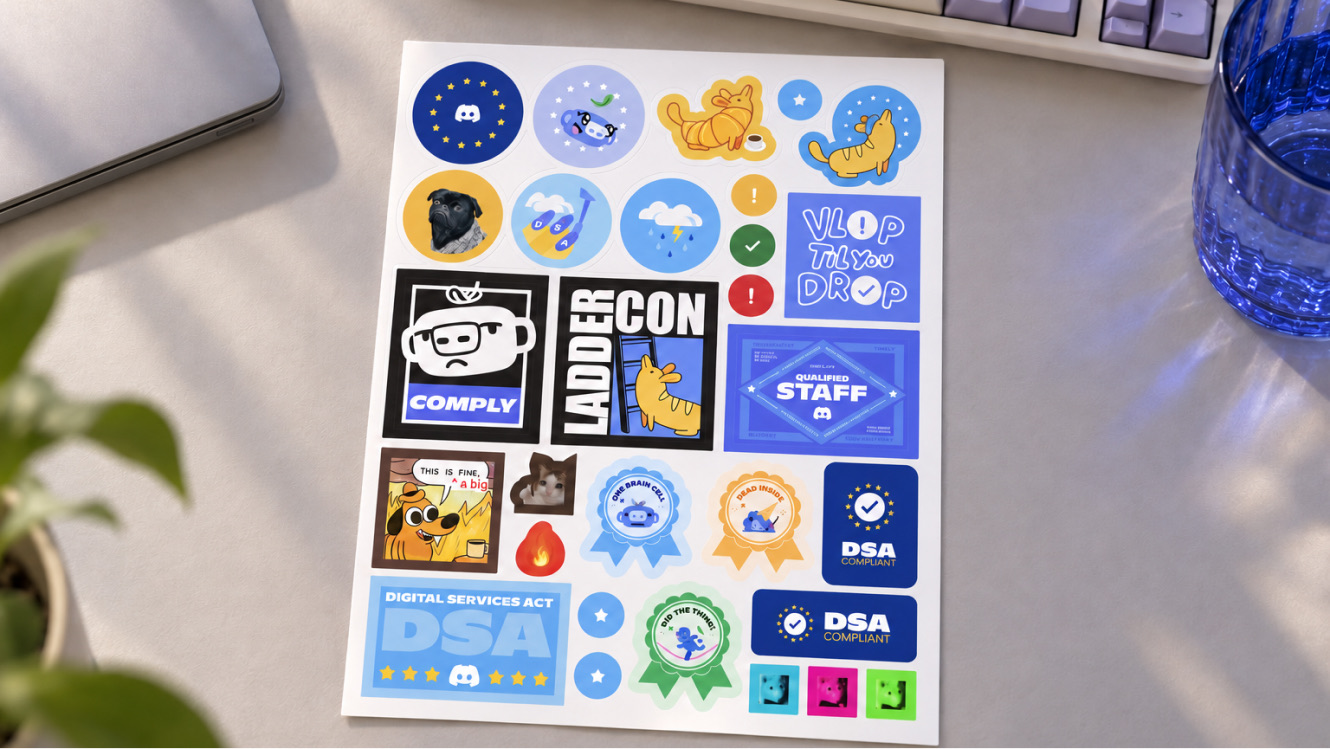 D
S
A
VL!P
TiL You
DROP
COMPLY
LADDER
CON
QUALIFIED
STAFF
THIS IS FINE,
^ a big
ONE BRAIN CELL
DEAD INSIDE
DSA
COMPLIANT
DIGITAL SERVICES ACT
DSA
DID THE THING!
DSA
COMPLIANT